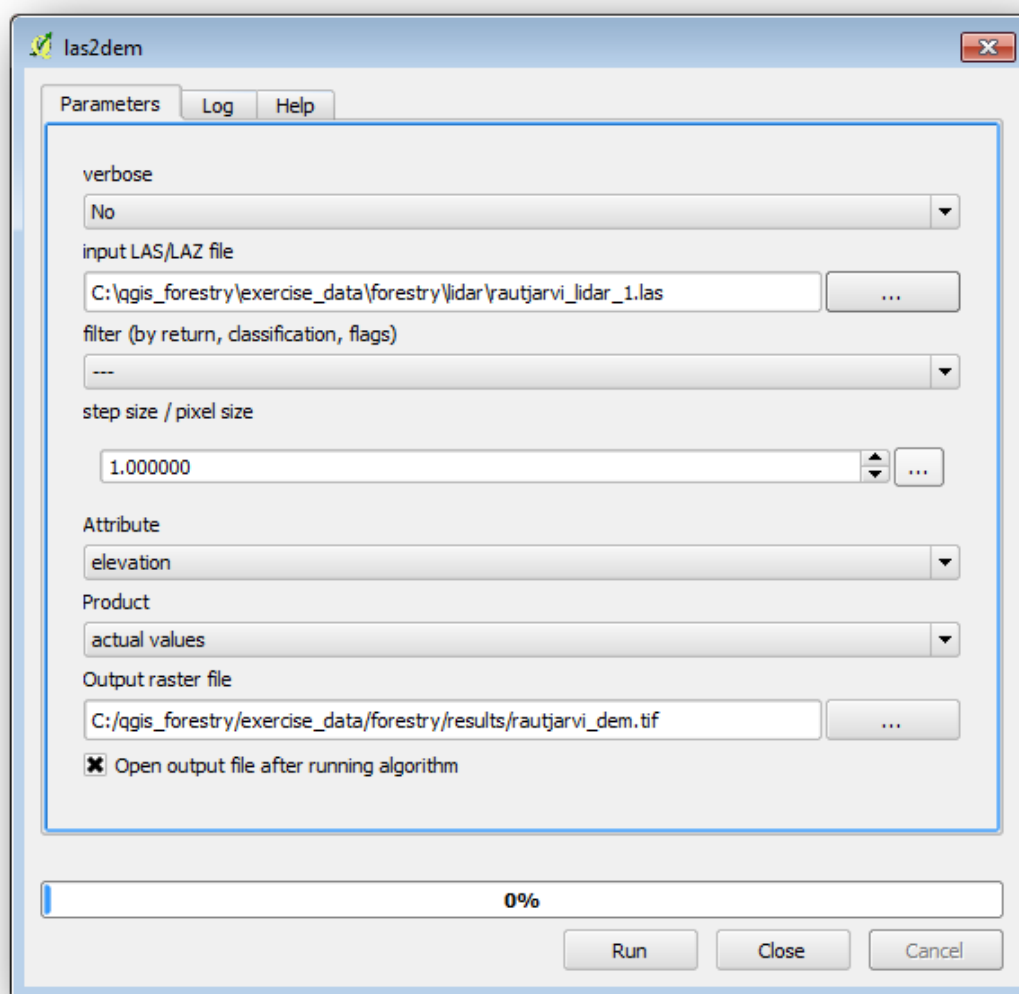 las2dem
Parameters Log Help
verbose
No
input LAS/LAZ file
C:\qgis_forestry\exercise_data\forestry\lidar\rautjarvi_lidar_1.las ...
filter (by return, classification, flags)
---
step size / pixel size
1.000000 ...
Attribute
elevation
Product
actual values
Output raster file
C:/qgis_forestry/exercise_data/forestry/results/rautjarvi_dem.tif ...
Open output file after running algorithm
0%
Run Close Cancel